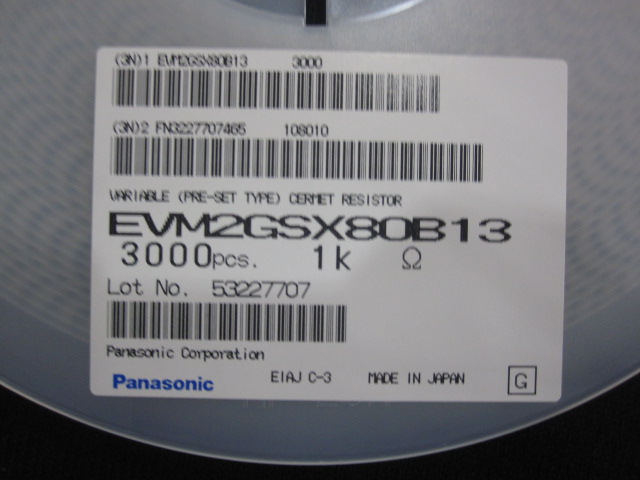 (3N)1 EVM2GSX80B13 3000
(3N)2 FN3227707465 108010
VARIABLE (PRE-SET TYPE) CERMET RESISTOR
EVM2GSX80B13
3000pcs. 1k Ω
Lot No. 53227707
Panasonic Corporation
Panasonic EIAJ C-3 MADE IN JAPAN G